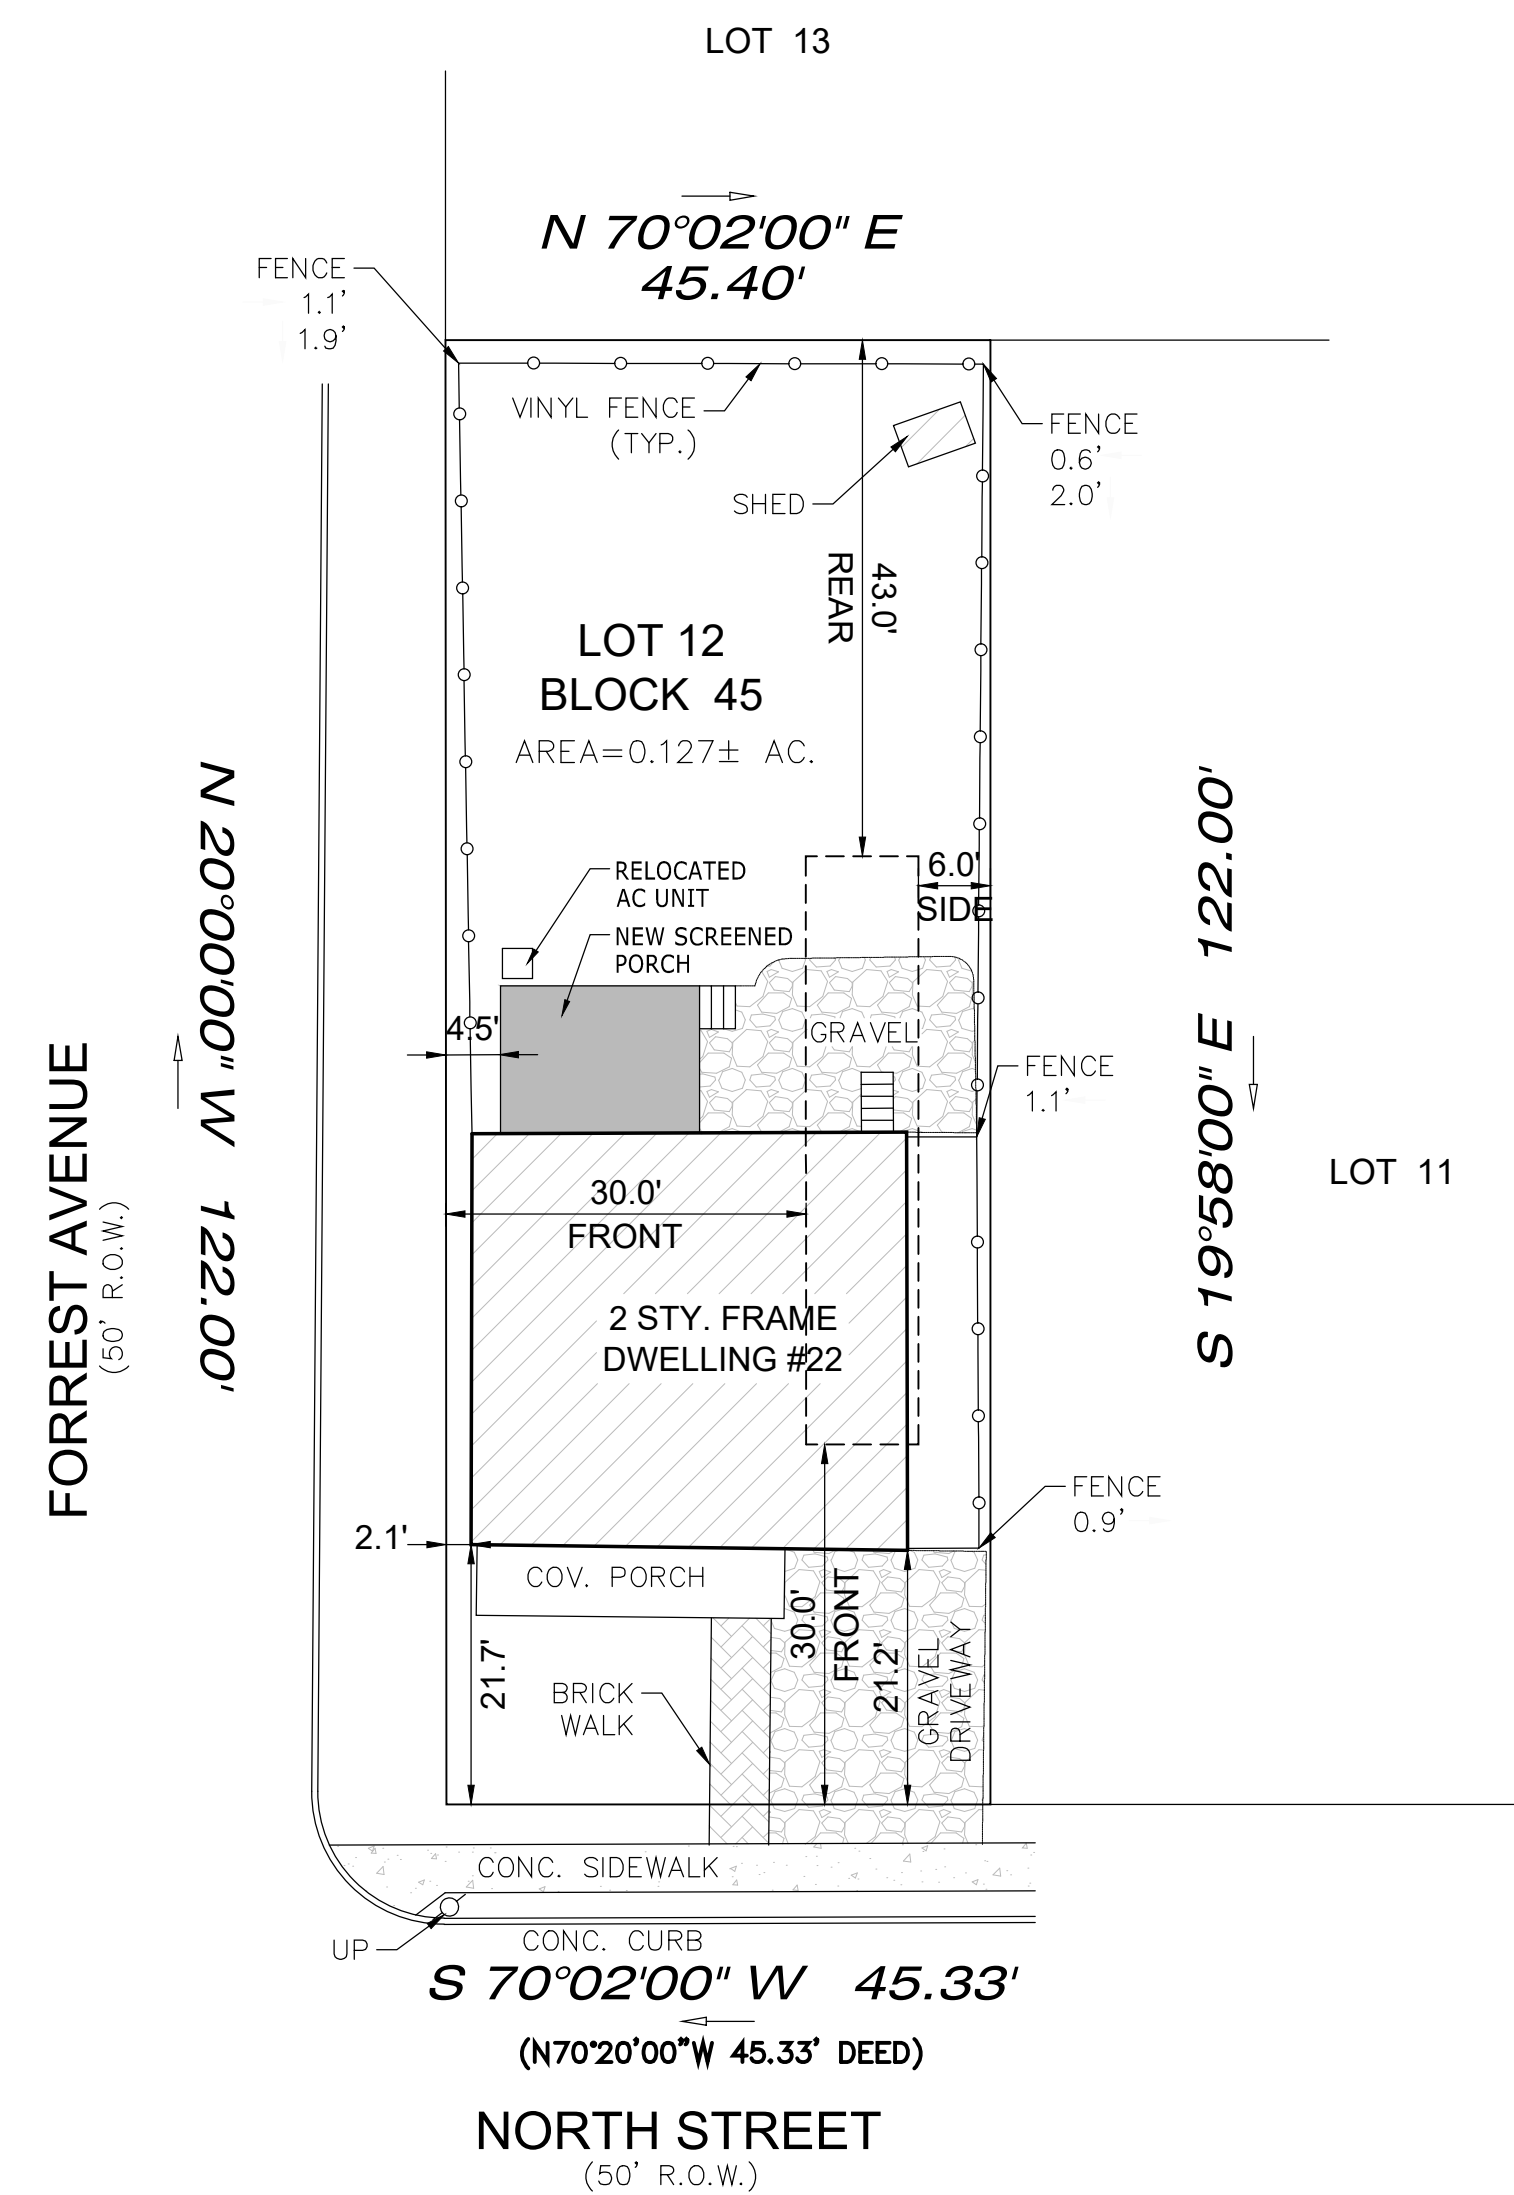 LOT 13
N 70°02'00" E
45.40'
FENCE
1.1'
1.9'
VINYL FENCE
(TYP.)
FENCE
0.6'
2.0'
SHED
43.0'
REAR
LOT 12
BLOCK 45
AREA=0.127± AC.
N 20°00'00" W 122.00'
S 19°58'00" E 122.00'
RELOCATED
AC UNIT
6.0'
SIDE
NEW SCREENED
PORCH
4.5'
GRAVEL
FENCE
1.1'
FORREST AVENUE
(50' R.O.W.)
LOT 11
30.0'
FRONT
2 STY. FRAME
DWELLING #22
FENCE
0.9'
2.1'
COV. PORCH
21.7'
30.0'
FRONT
21.2'
GRAVEL
DRIVEWAY
BRICK
WALK
CONC. SIDEWALK
UP
CONC. CURB
S 70°02'00" W 45.33'
(N70°20'00"W 45.33' DEED)
NORTH STREET
(50' R.O.W.)